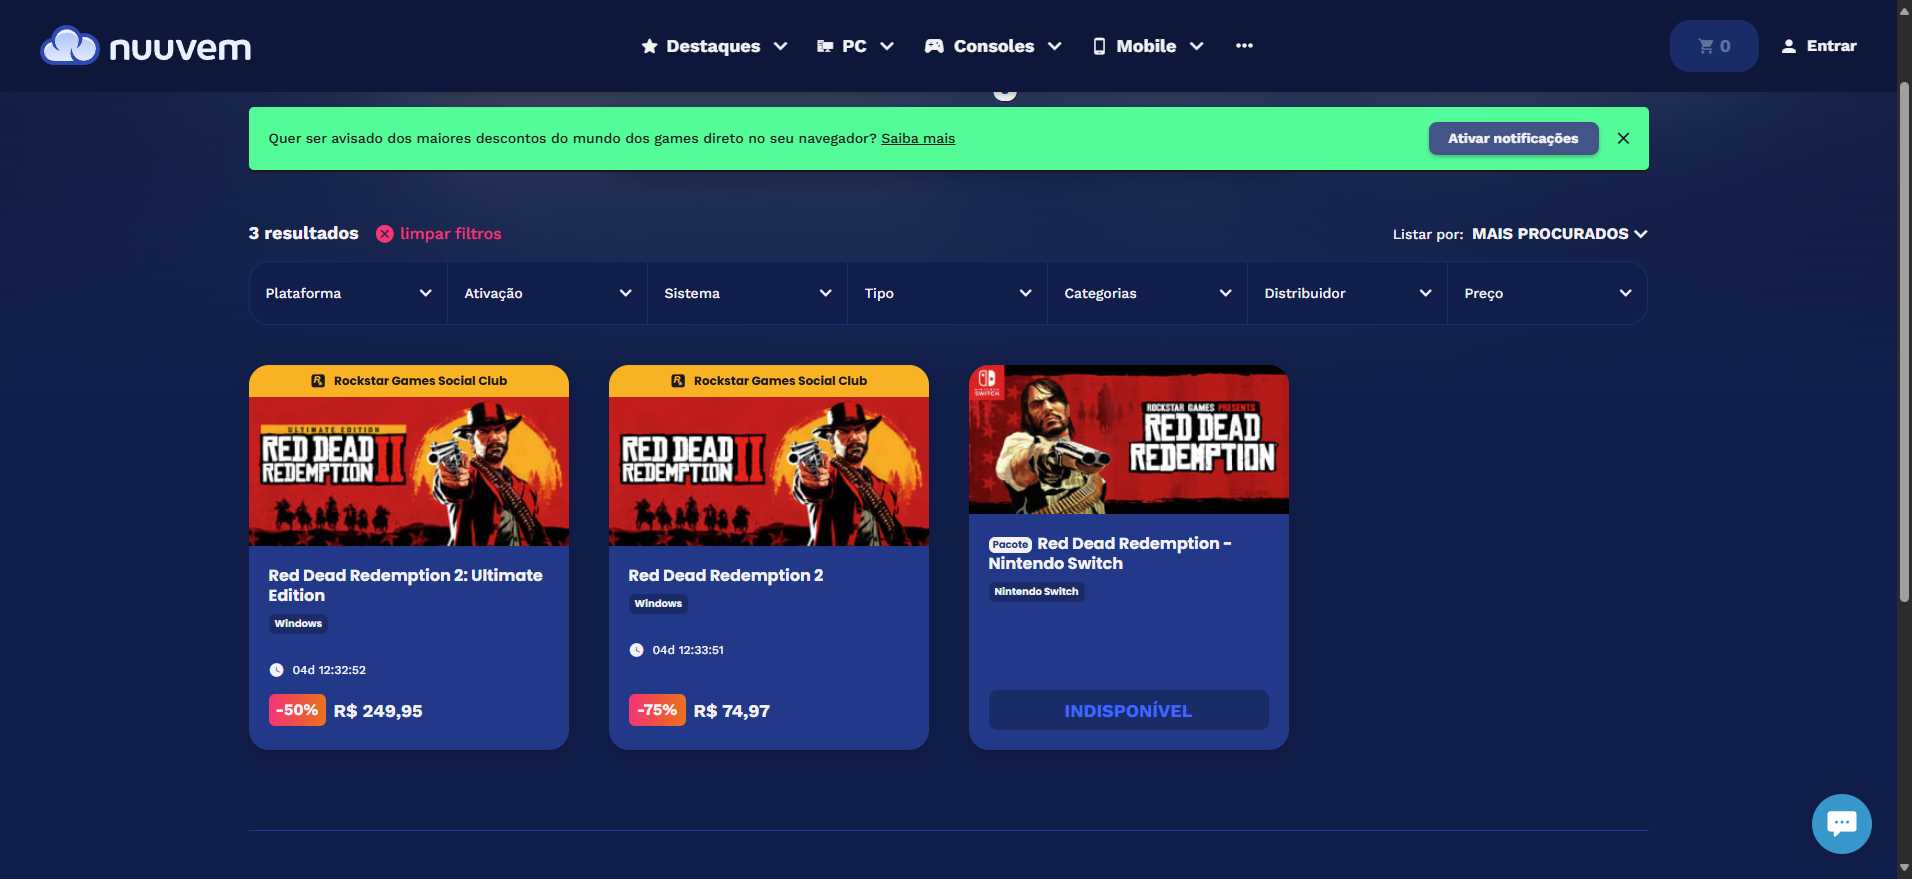 nuuvem
Destaques
PC
Consoles
Mobile
0
Entrar
Quer ser avisado dos maiores descontos do mundo dos games direto no seu navegador? Saiba mais
Ativar notificações
3 resultados
limpar filtros
Listar por: MAIS PROCURADOS
Plataforma
Ativação
Sistema
Tipo
Categorias
Distribuidor
Preço
Rockstar Games Social Club
ULTIMATE EDITION
RED DEAD
REDEMPTION II
Red Dead Redemption 2: Ultimate
Edition
Windows
04d 12:32:52
-50% R$ 249,95
Rockstar Games Social Club
RED DEAD
REDEMPTION II
Red Dead Redemption 2
Windows
04d 12:33:51
-75% R$ 74,97
SWITCH
ROCKSTAR GAMES PRESENTS
RED DEAD
REDEMPTION
Pacote Red Dead Redemption -
Nintendo Switch
Nintendo Switch
INDISPONÍVEL